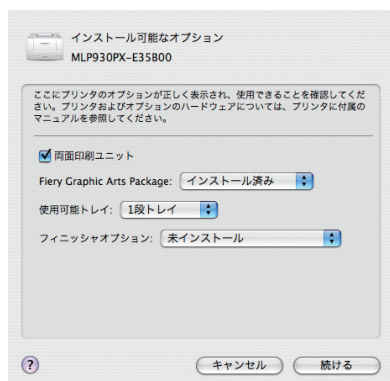 インストール可能なオプション
MLP930PX-E35B00
ここにプリンタのオプションが正しく表示され、使用できることを確認してくだ
さい。プリンタおよびオプションのハードウェアについては、プリンタに付属の
マニュアルを参照してください。
両面印刷ユニット
Fiery Graphic Arts Package: インストール済み
使用可能トレイ: 1段トレイ
フィニッシャオプション: 未インストール
? キャンセル 続ける